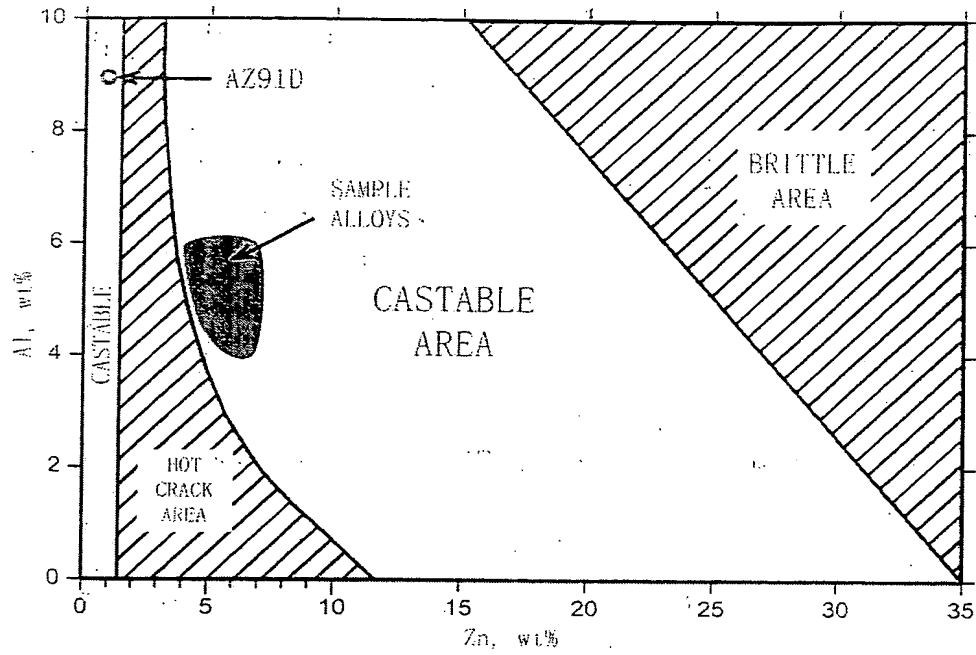 10
8
6
4
2
0
Al, wt%
CASTABLE
AZ91D
SAMPLE
ALLOYS
CASTABLE
AREA
BRITTLE
AREA
HOT
CRACK
AREA
0
5
10
15
20
25
30
35
Zn, wt%